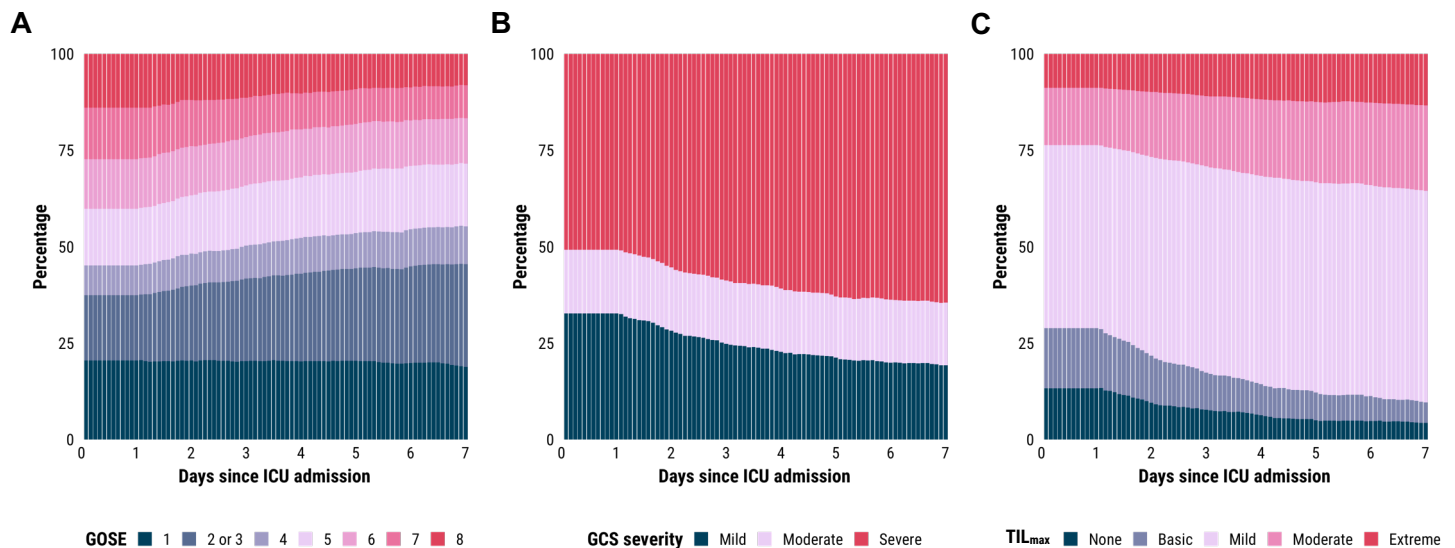 A
B
C
Percentage
100
75
50
25
0
0 1 2 3 4 5 6 7
Days since ICU admission
GOSE 1 2 or 3 4 5 6 7 8
Percentage
100
75
50
25
0
0 1 2 3 4 5 6 7
Days since ICU admission
GCS severity Mild Moderate Severe
Percentage
100
75
50
25
0
0 1 2 3 4 5 6 7
Days since ICU admission
TILmax None Basic Mild Moderate Extreme